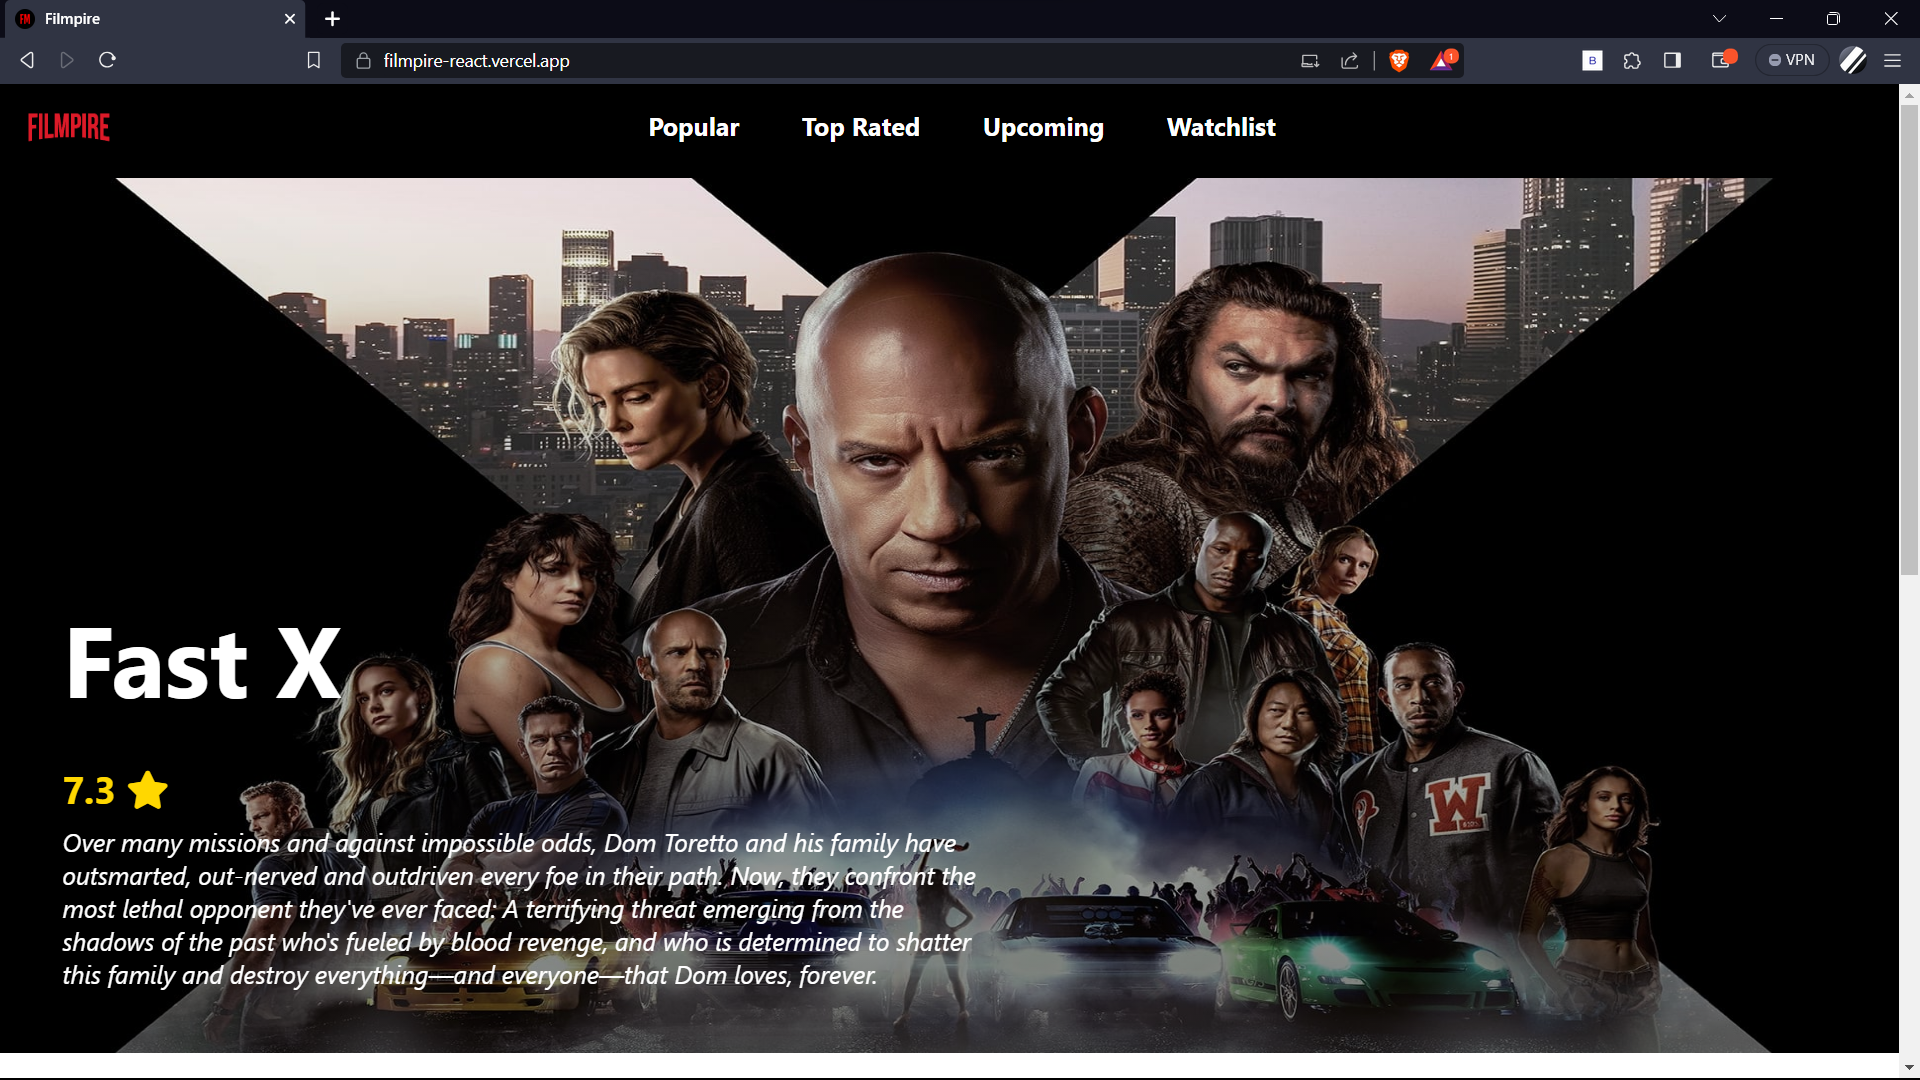 Filmpire
filmpire-react.vercel.app
1
B
VPN
FILMPIRE
Popular
Top Rated
Upcoming
Watchlist
Fast X
7.3
Over many missions and against impossible odds, Dom Toretto and his family have
outsmarted, out-nerved and outdriven every foe in their path. Now, they confront the
most lethal opponent they've ever faced: A terrifying threat emerging from the
shadows of the past who's fueled by blood revenge, and who is determined to shatter
this family and destroy everything—and everyone—that Dom loves, forever.
W